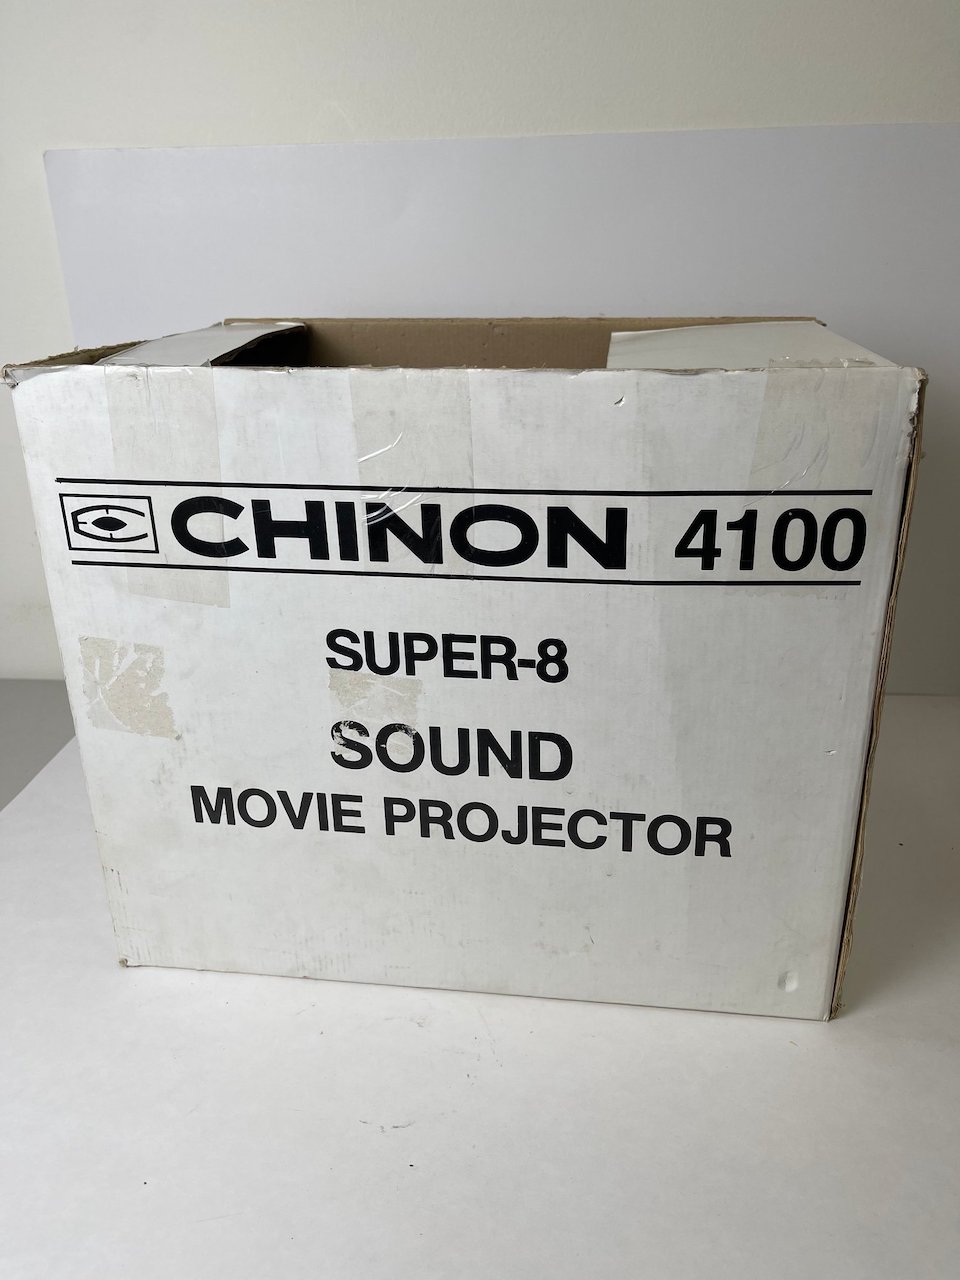 CHINON 4100
SUPER-8
SOUND
MOVIE PROJECTOR